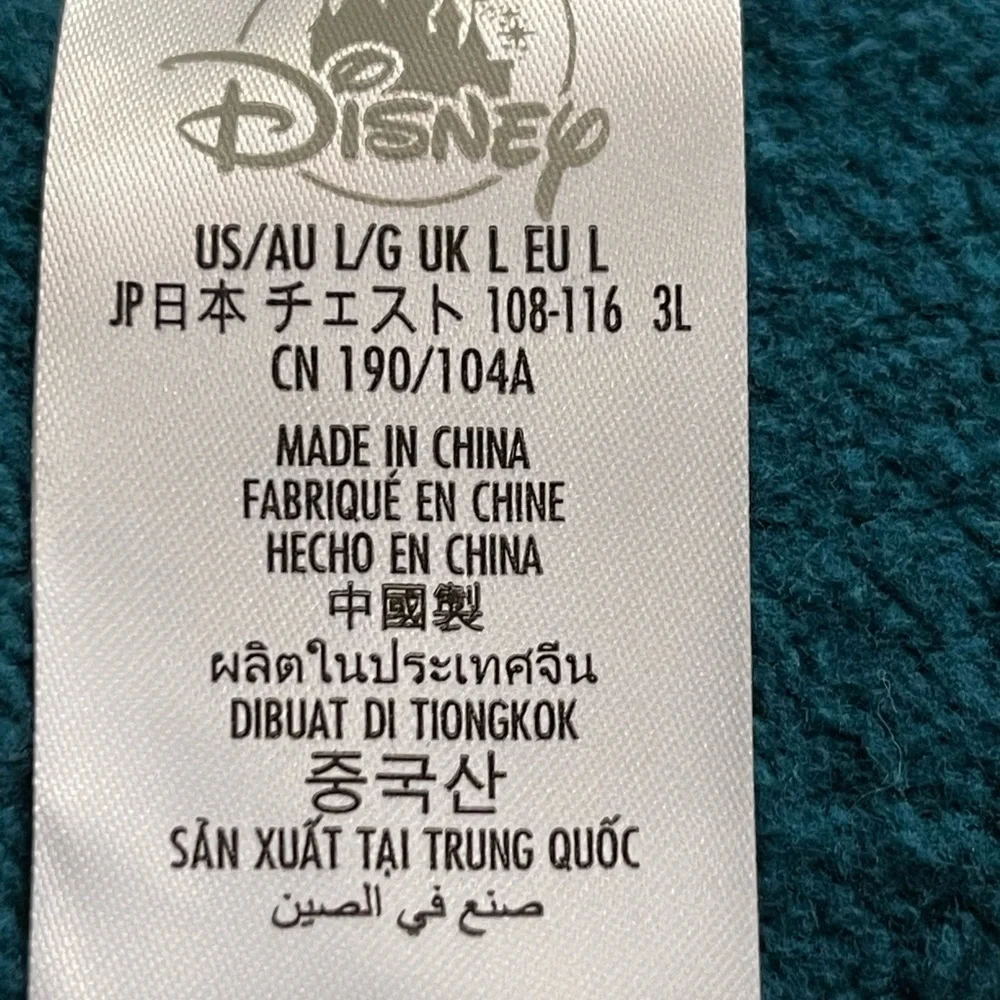 Disney
US/AU L/G UK L EU L
JP日本 チェスト 108-116 3L
CN 190/104A
MADE IN CHINA
FABRIQUÉ EN CHINE
HECHO EN CHINA
中國製
ผลิตในประเทศจีน
DIBUAT DI TIONGKOK
중국산
SẢN XUẤT TẠI TRUNG QUỐC
صنع في الصين